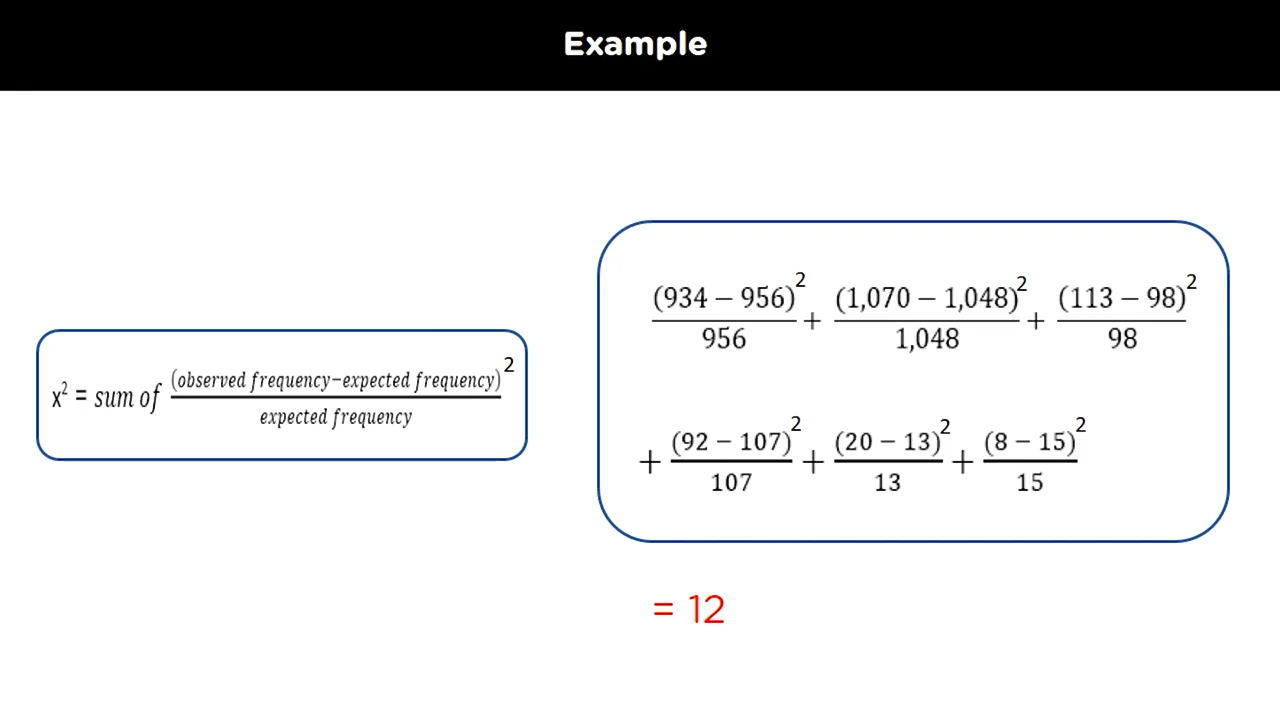 Example
x² = sum of (observed frequency−expected frequency)² / expected frequency
(934 − 956)² / 956 + (1,070 − 1,048)² / 1,048 + (113 − 98)² / 98
+ (92 − 107)² / 107 + (20 − 13)² / 13 + (8 − 15)² / 15
= 12